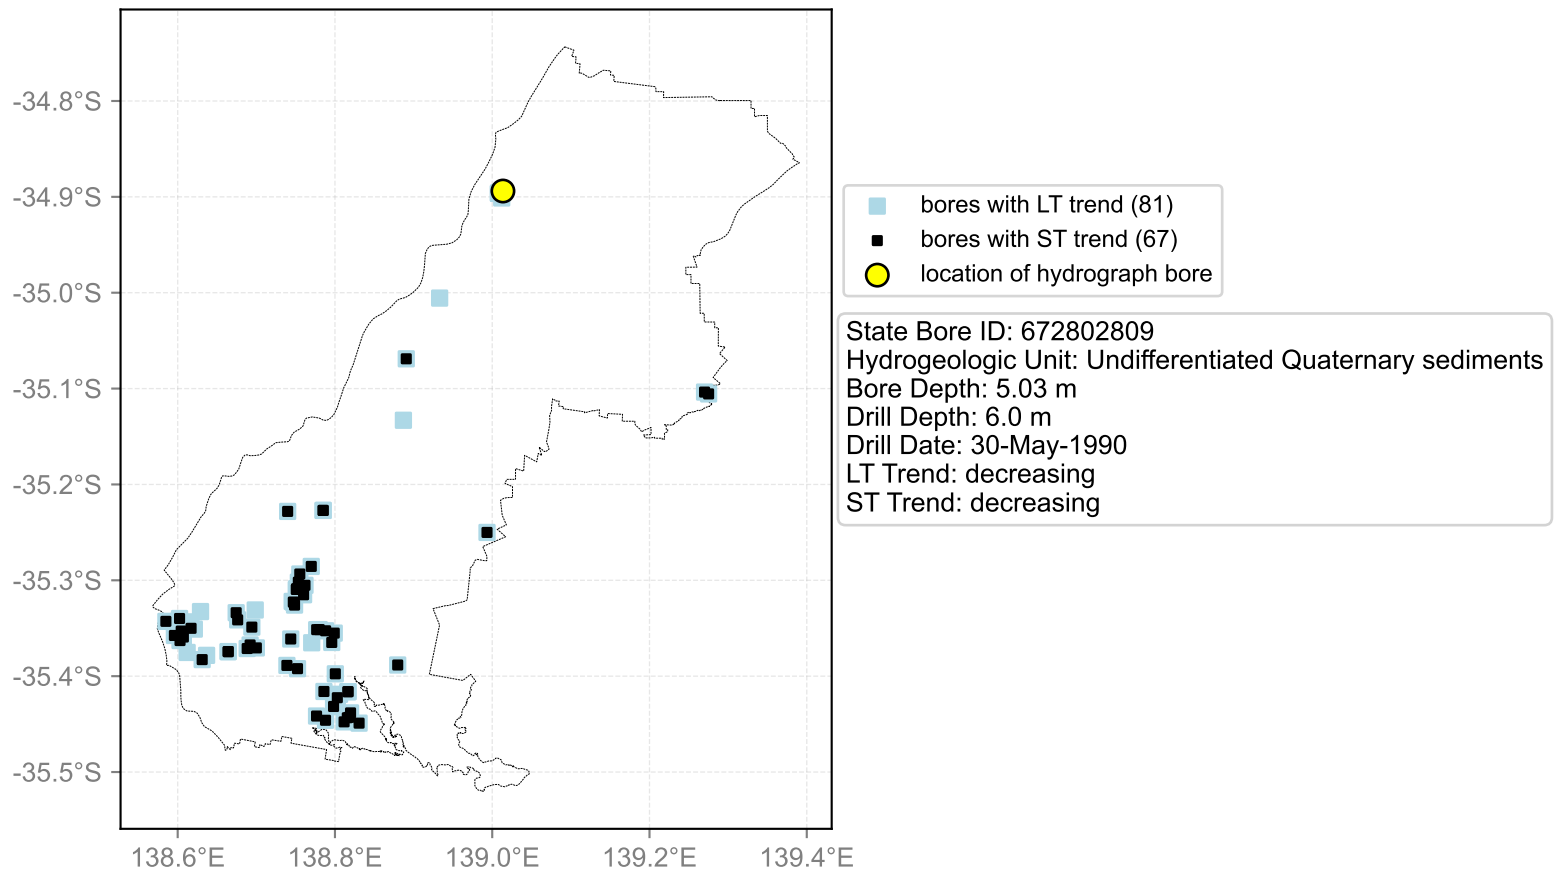 -34.8°S
-34.9°S
-35.0°S
-35.1°S
-35.2°S
-35.3°S
-35.4°S
-35.5°S
138.6°E
138.8°E
139.0°E
139.2°E
139.4°E
bores with LT trend (81)
bores with ST trend (67)
location of hydrograph bore
State Bore ID: 672802809
Hydrogeologic Unit: Undifferentiated Quaternary sediments
Bore Depth: 5.03 m
Drill Depth: 6.0 m
Drill Date: 30-May-1990
LT Trend: decreasing
ST Trend: decreasing